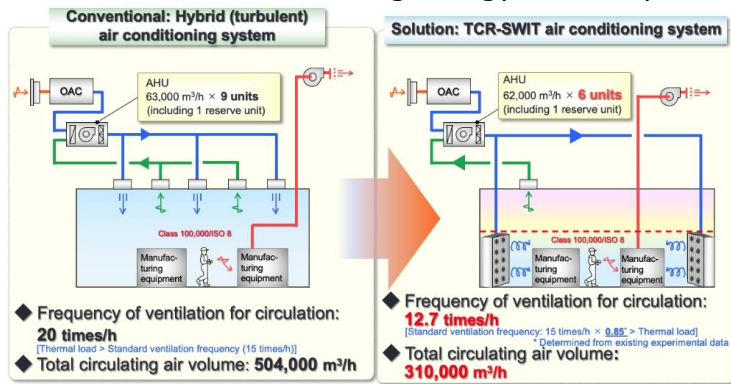 Conventional: Hybrid (turbulent)
air conditioning system
OAC
AHU
63,000 m³/h × 9 units
(including 1 reserve unit)
Class 100,000/ISO 8
Manufac-
turing
equipment
Manufac-
turing
equipment
◆ Frequency of ventilation for circulation:
20 times/h
[Thermal load > Standard ventilation frequency (15 times/h)]
◆ Total circulating air volume: 504,000 m³/h
Solution: TCR-SWIT air conditioning system
OAC
AHU
62,000 m³/h × 6 units
(including 1 reserve unit)
Class 100,000/ISO 8
Manufac-
turing
equipment
Manufac-
turing
equipment
◆ Frequency of ventilation for circulation:
12.7 times/h
[Standard ventilation frequency: 15 times/h × 0.85* > Thermal load]
* Determined from existing experimental data
◆ Total circulating air volume:
310,000 m³/h